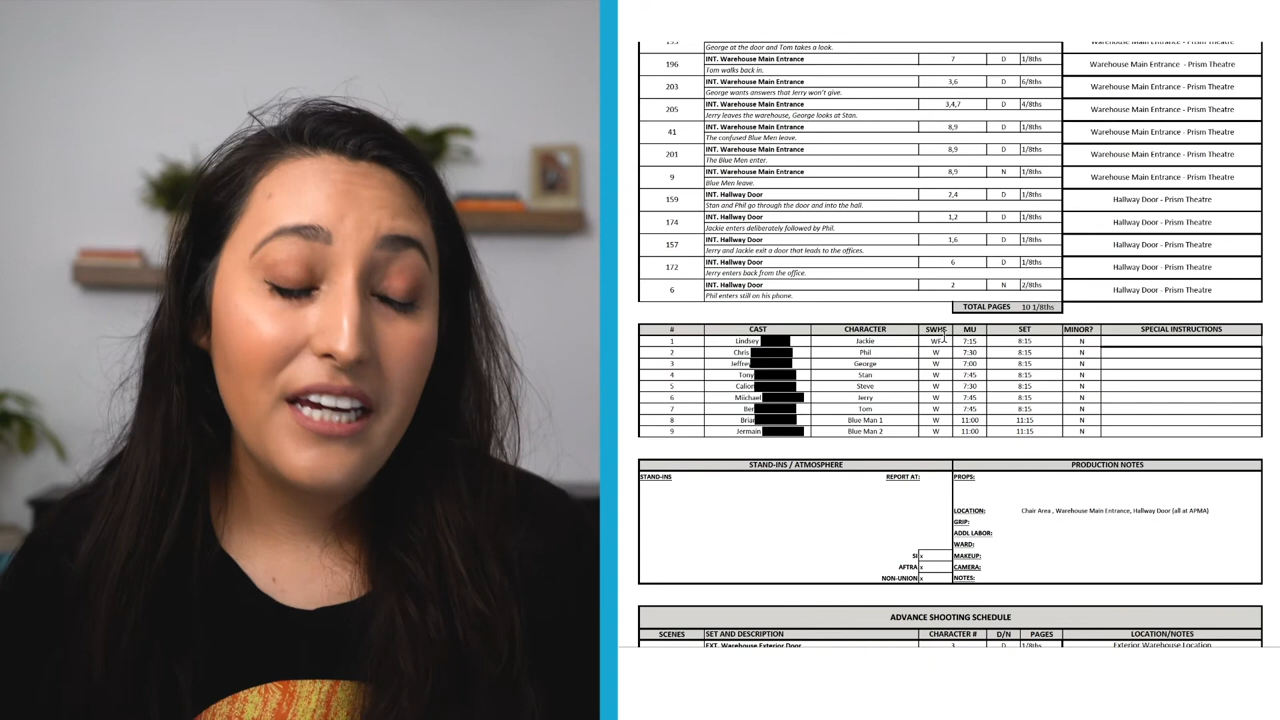 George at the door and Tom takes a look.
196 INT. Warehouse Main Entrance 7 D 1/8ths Warehouse Main Entrance - Prism Theatre
Tom walks back in.
203 INT. Warehouse Main Entrance 3,6 D 6/8ths Warehouse Main Entrance - Prism Theatre
George wants answers that Jerry won't give.
205 INT. Warehouse Main Entrance 3,4,7 D 4/8ths Warehouse Main Entrance - Prism Theatre
Jerry leaves the warehouse, George looks at Stan.
41 INT. Warehouse Main Entrance 8,9 D 1/8ths Warehouse Main Entrance - Prism Theatre
The confused Blue Men leave.
201 INT. Warehouse Main Entrance 8,9 D 1/8ths Warehouse Main Entrance - Prism Theatre
The Blue Men enter.
9 INT. Warehouse Main Entrance 8,9 N 1/8ths Warehouse Main Entrance - Prism Theatre
Blue Men leave.
159 INT. Hallway Door 2,4 D 1/8ths Hallway Door - Prism Theatre
Stan and Phil go through the door and into the hall.
174 INT. Hallway Door 1,2 D 1/8ths Hallway Door - Prism Theatre
Jackie enters deliberately followed by Phil.
157 INT. Hallway Door 1,6 D 1/8ths Hallway Door - Prism Theatre
Jerry and Jackie exit a door that leads to the offices.
172 INT. Hallway Door 6 D 1/8ths Hallway Door - Prism Theatre
Jerry enters back from the office.
6 INT. Hallway Door 2 N 2/8ths Hallway Door - Prism Theatre
Phil enters still on his phone.
TOTAL PAGES 10 1/8ths
# CAST CHARACTER SWHF MU SET MINOR? SPECIAL INSTRUCTIONS
1 Lindsey Jackie WF 7:15 8:15 N
2 Chris Phil W 7:30 8:15 N
3 Jeffrey George W 7:00 8:15 N
4 Tony Stan W 7:45 8:15 N
5 Calion Steve W 7:30 8:15 N
6 Miichael Jerry W 7:45 8:15 N
7 Ben Tom W 7:45 8:15 N
8 Brian Blue Man 1 W 11:00 11:15 N
9 Jermain Blue Man 2 W 11:00 11:15 N
STAND-INS / ATMOSPHERE PRODUCTION NOTES
STAND-INS REPORT AT: PROPS:
LOCATION: Chair Area , Warehouse Main Entrance, Hallway Door (all at APMA)
GRIP:
ADDL LABOR:
WARD:
SI x MAKEUP:
AFTRA x CAMERA:
NON-UNION x NOTES:
ADVANCE SHOOTING SCHEDULE
SCENES SET AND DESCRIPTION CHARACTER # D/N PAGES LOCATION/NOTES
EXT. Warehouse Exterior Door 3 D 1/8ths Exterior Warehouse Location